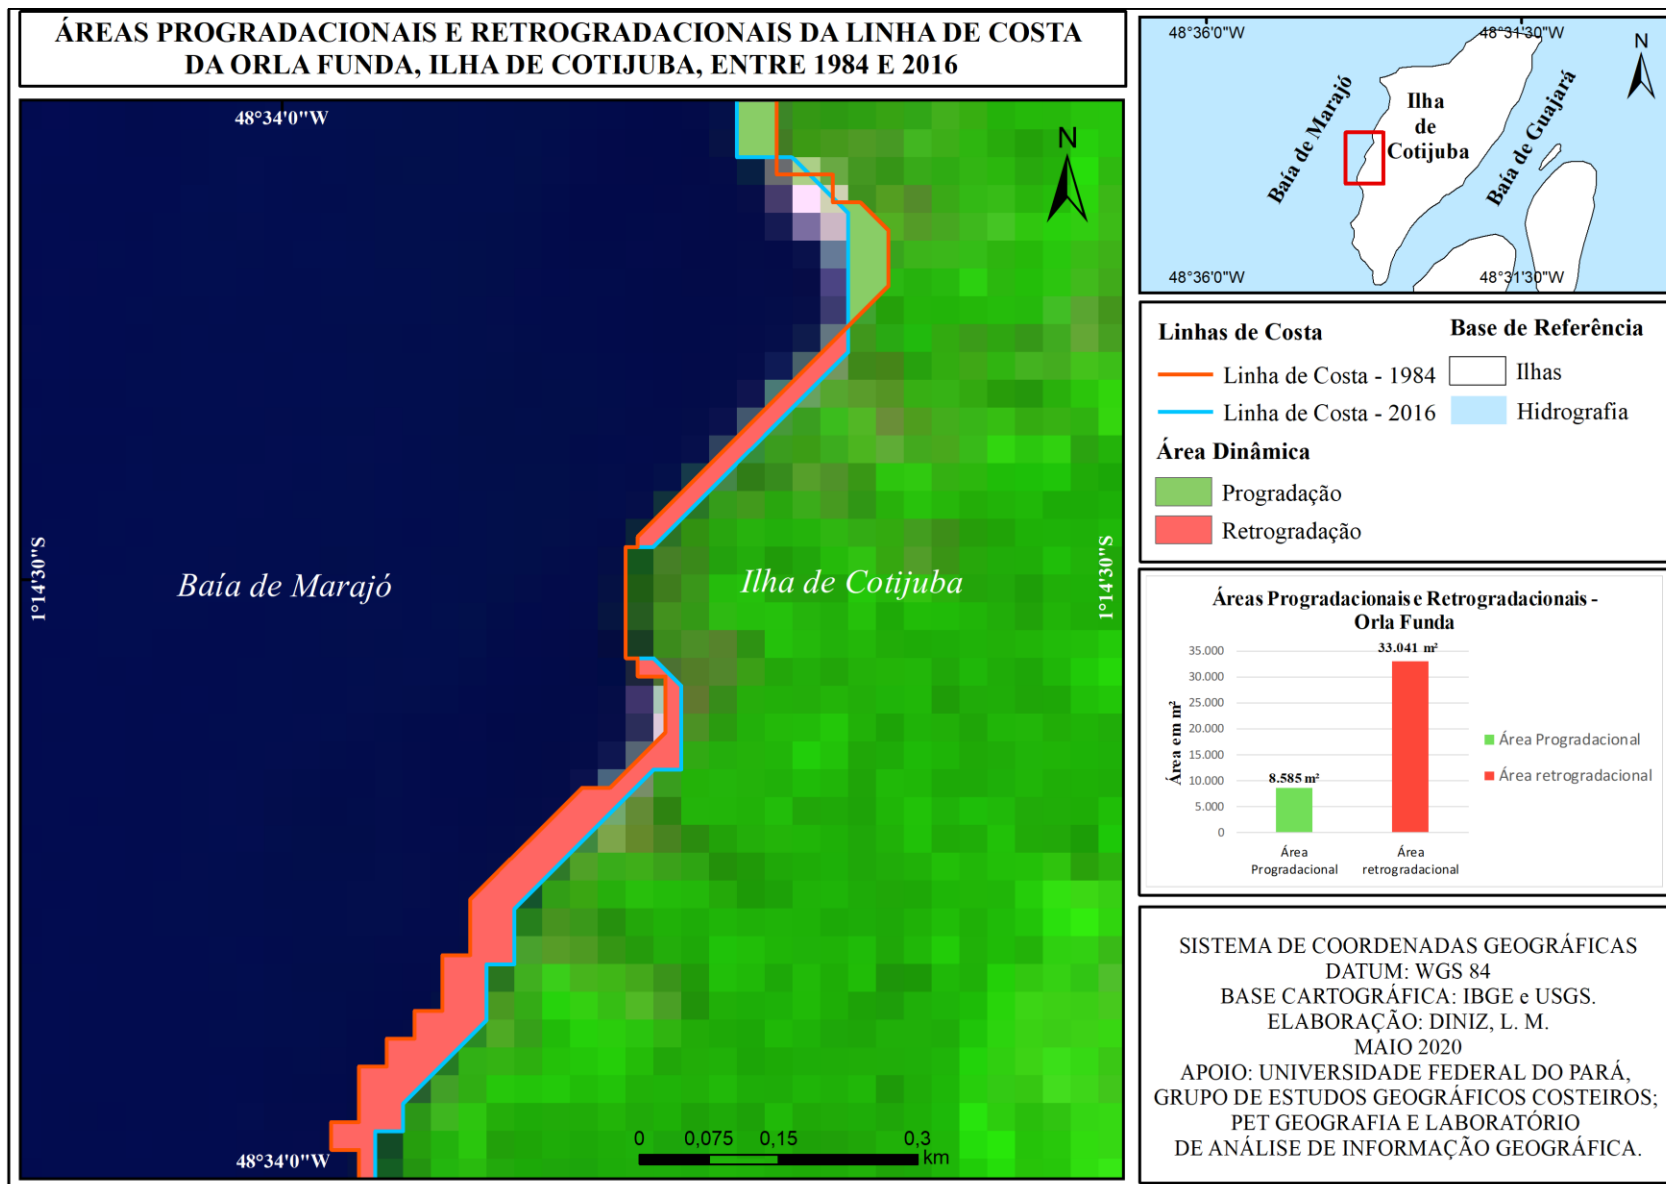 ÁREAS PROGRADACIONAIS E RETROGRADACIONAIS DA LINHA DE COSTA
DA ORLA FUNDA, ILHA DE COTIJUBA, ENTRE 1984 E 2016
48°34'0"W
N
1°14'30"S
Baía de Marajó
Ilha de Cotijuba
1°14'30"S
48°34'0"W
0 0,075 0,15 0,3
km
48°36'0"W
48°31'30"W
N
Baía de Marajó
Ilha
de
Cotijuba
Baía de Guajará
48°36'0"W
48°31'30"W
Linhas de Costa
Linha de Costa - 1984
Linha de Costa - 2016
Base de Referência
Ilhas
Hidrografia
Área Dinâmica
Progradação
Retrogradação
Áreas Progradacionais e Retrogradacionais -
Orla Funda
33.041 m²
8.585 m²
Área em m²
35.000
30.000
25.000
20.000
15.000
10.000
5.000
0
Área
Progradacional
Área
retrogradacional
Área Progradacional
Área retrogradacional
SISTEMA DE COORDENADAS GEOGRÁFICAS
DATUM: WGS 84
BASE CARTOGRÁFICA: IBGE e USGS.
ELABORAÇÃO: DINIZ, L. M.
MAIO 2020
APOIO: UNIVERSIDADE FEDERAL DO PARÁ,
GRUPO DE ESTUDOS GEOGRÁFICOS COSTEIROS;
PET GEOGRAFIA E LABORATÓRIO
DE ANÁLISE DE INFORMAÇÃO GEOGRÁFICA.